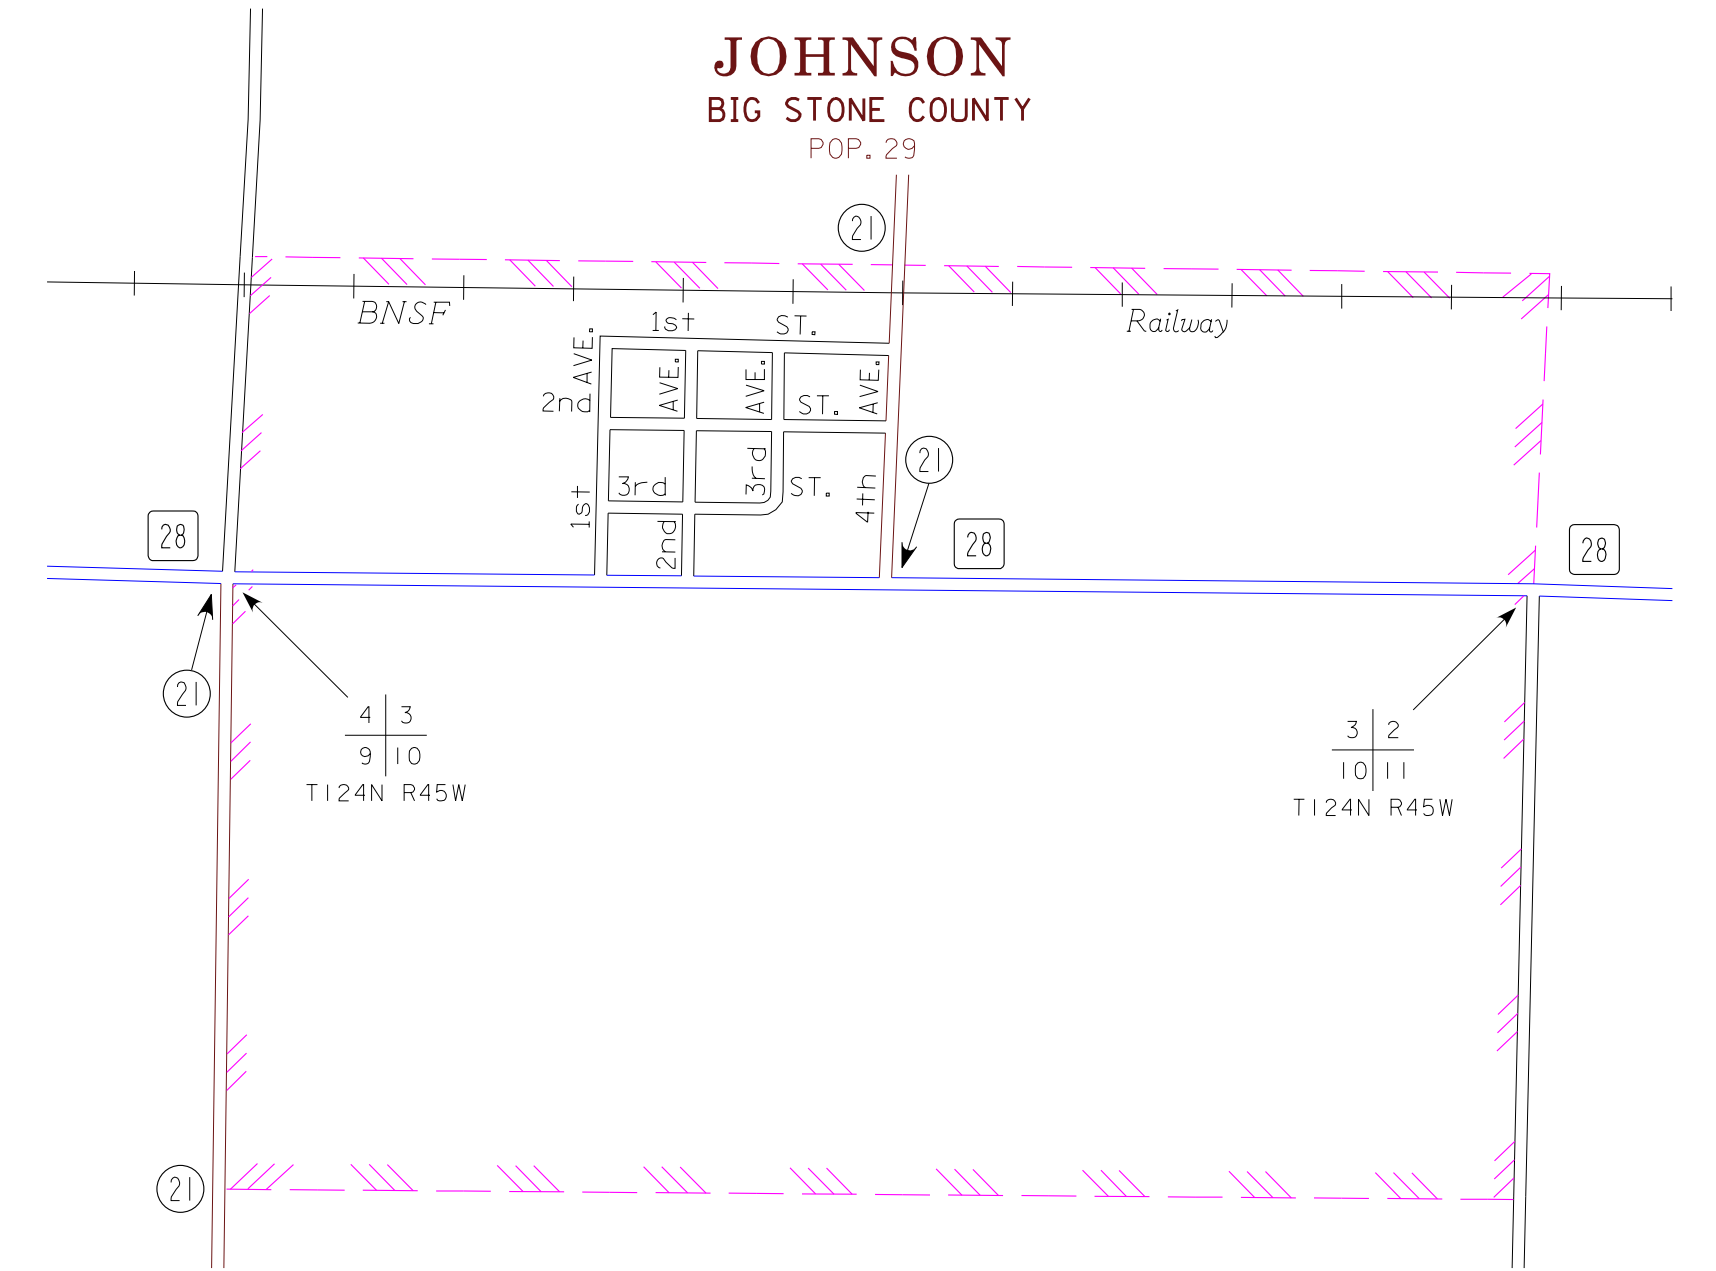 JOHNSON
BIG STONE COUNTY
POP. 29
21
BNSF
Railway
1st ST.
2nd ST.
3rd ST.
1st AVE.
2nd AVE.
3rd AVE.
4th AVE.
21
28
28
28
21
4 3
9 10
T124N R45W
3 2
10 11
T124N R45W
21